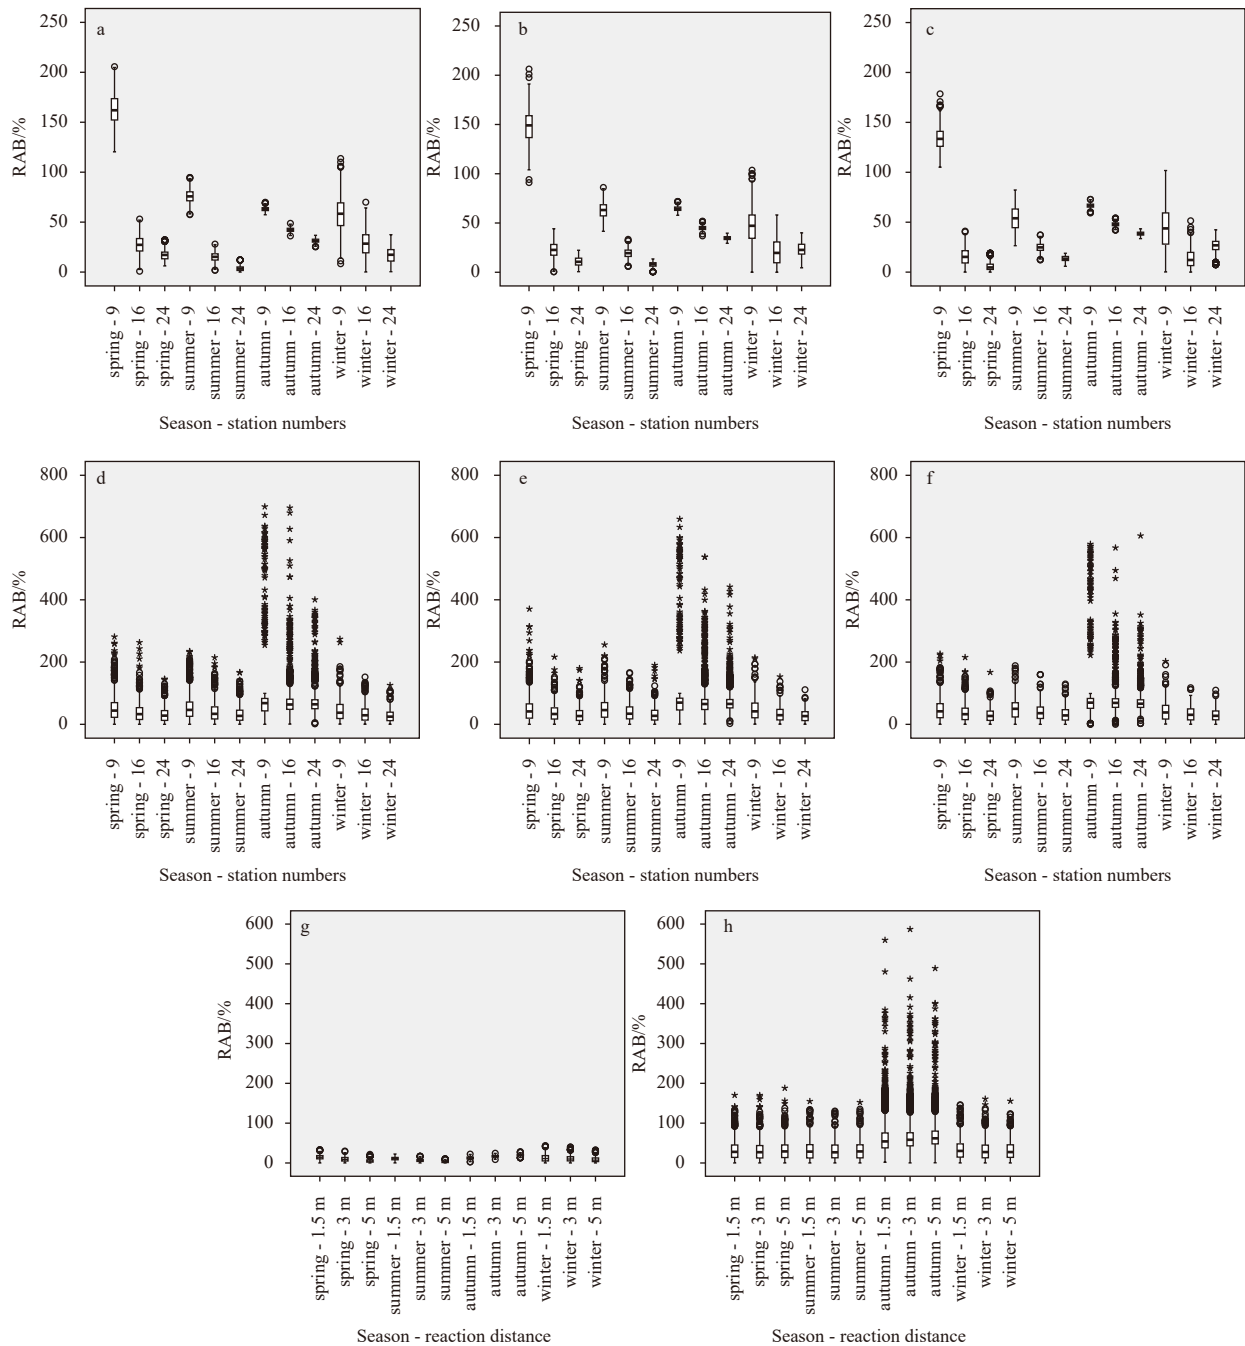 a
250
200
150
100
50
0
RAB/%
spring - 9
spring - 16
spring - 24
summer - 9
summer - 16
summer - 24
autumn - 9
autumn - 16
autumn - 24
winter - 9
winter - 16
winter - 24
Season - station numbers
b
250
200
150
100
50
0
RAB/%
spring - 9
spring - 16
spring - 24
summer - 9
summer - 16
summer - 24
autumn - 9
autumn - 16
autumn - 24
winter - 9
winter - 16
winter - 24
Season - station numbers
c
250
200
150
100
50
0
RAB/%
spring - 9
spring - 16
spring - 24
summer - 9
summer - 16
summer - 24
autumn - 9
autumn - 16
autumn - 24
winter - 9
winter - 16
winter - 24
Season - station numbers
d
800
600
400
200
0
RAB/%
spring - 9
spring - 16
spring - 24
summer - 9
summer - 16
summer - 24
autumn - 9
autumn - 16
autumn - 24
winter - 9
winter - 16
winter - 24
Season - station numbers
e
800
600
400
200
0
RAB/%
spring - 9
spring - 16
spring - 24
summer - 9
summer - 16
summer - 24
autumn - 9
autumn - 16
autumn - 24
winter - 9
winter - 16
winter - 24
Season - station numbers
f
800
600
400
200
0
RAB/%
spring - 9
spring - 16
spring - 24
summer - 9
summer - 16
summer - 24
autumn - 9
autumn - 16
autumn - 24
winter - 9
winter - 16
winter - 24
Season - station numbers
g
600
500
400
300
200
100
0
RAB/%
spring - 1.5 m
spring - 3 m
spring - 5 m
summer - 1.5 m
summer - 3 m
summer - 5 m
autumn - 1.5 m
autumn - 3 m
autumn - 5 m
winter - 1.5 m
winter - 3 m
winter - 5 m
Season - reaction distance
h
600
500
400
300
200
100
0
RAB/%
spring - 1.5 m
spring - 3 m
spring - 5 m
summer - 1.5 m
summer - 3 m
summer - 5 m
autumn - 1.5 m
autumn - 3 m
autumn - 5 m
winter - 1.5 m
winter - 3 m
winter - 5 m
Season - reaction distance